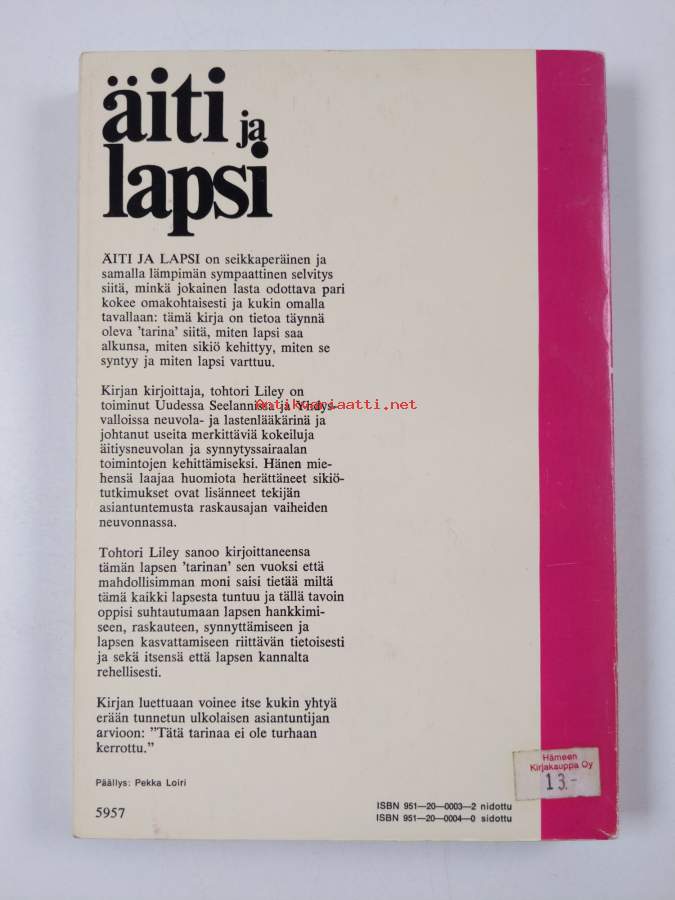 äiti ja
lapsi
ÄITI JA LAPSI on seikkaperäinen ja
samalla lämpimän sympaattinen selvitys
siitä, minkä jokainen lasta odottava pari
kokee omakohtaisesti ja kukin omalla
tavallaan: tämä kirja on tietoa täynnä
oleva 'tarina' siitä, miten lapsi saa
alkunsa, miten sikiö kehittyy, miten se
syntyy ja miten lapsi varttuu.
Kirjan kirjoittaja, tohtori Liley on
toiminut Uudessa Seelannissa ja Yhdys-
valloissa neuvola- ja lastenlääkärinä ja
johtanut useita merkittäviä kokeiluja
äitiysneuvolan ja synnytyssairaalan
toimintojen kehittämiseksi. Hänen mie-
hensä laajaa huomiota herättäneet sikiö-
tutkimukset ovat lisänneet tekijän
asiantuntemusta raskausajan vaiheiden
neuvonnassa.
Tohtori Liley sanoo kirjoittaneensa
tämän lapsen 'tarinan' sen vuoksi että
mahdollisimman moni saisi tietää miltä
tämä kaikki lapsesta tuntuu ja tällä tavoin
oppisi suhtautumaan lapsen hankkimi-
seen, raskauteen, synnyttämiseen ja
lapsen kasvattamiseen riittävän tietoisesti
ja sekä itsensä että lapsen kannalta
rehellisesti.
Kirjan luettuaan voinee itse kukin yhtyä
erään tunnetun ulkolaisen asiantuntijan
arvioon: ”Tätä tarinaa ei ole turhaan
kerrottu.”
Päällys: Pekka Loiri
5957
ISBN 951—20—0003—2 nidottu
ISBN 951—20—0004—0 sidottu
Hämeen
Kirjakauppa Oy
13.-
Antikvariaatti.net